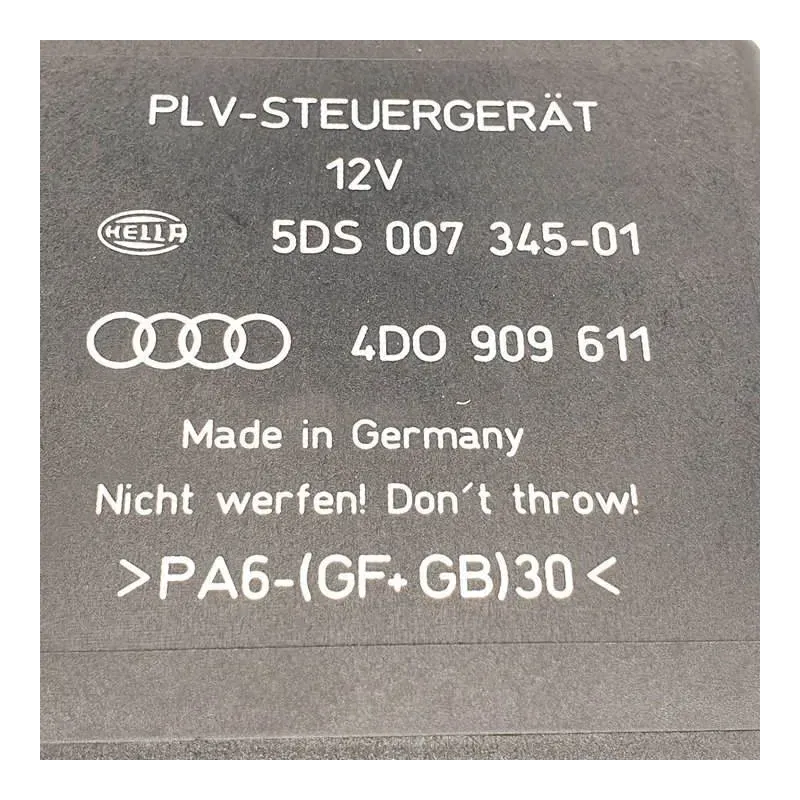 PLV-STEUERGERÄT
12V
HELLA 5DS 007 345-01
4DO 909 611
Made in Germany
Nicht werfen! Don´t throw!
>PA6-(GF+GB)30<